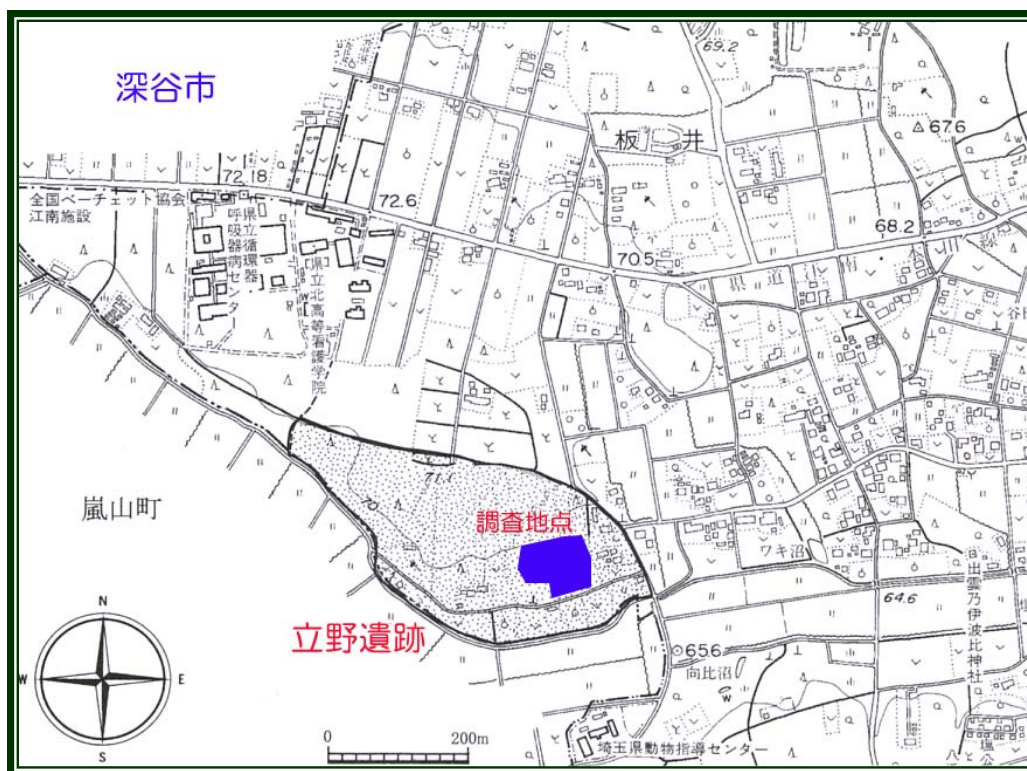 深谷市
69.2
板井
67.6
72.18
全国ベーチェット協会
江南施設
県立循環器
呼吸器病センター
72.6
県立北高等看護学院
68.2
70.5
県道
谷
71.1
70
嵐山町
調査地点
ワキ沼
64.6
出雲乃伊波比神社
立野遺跡
65.6
向比沼
N
W
E
S
0
200m
埼玉県動物指導センター
塩